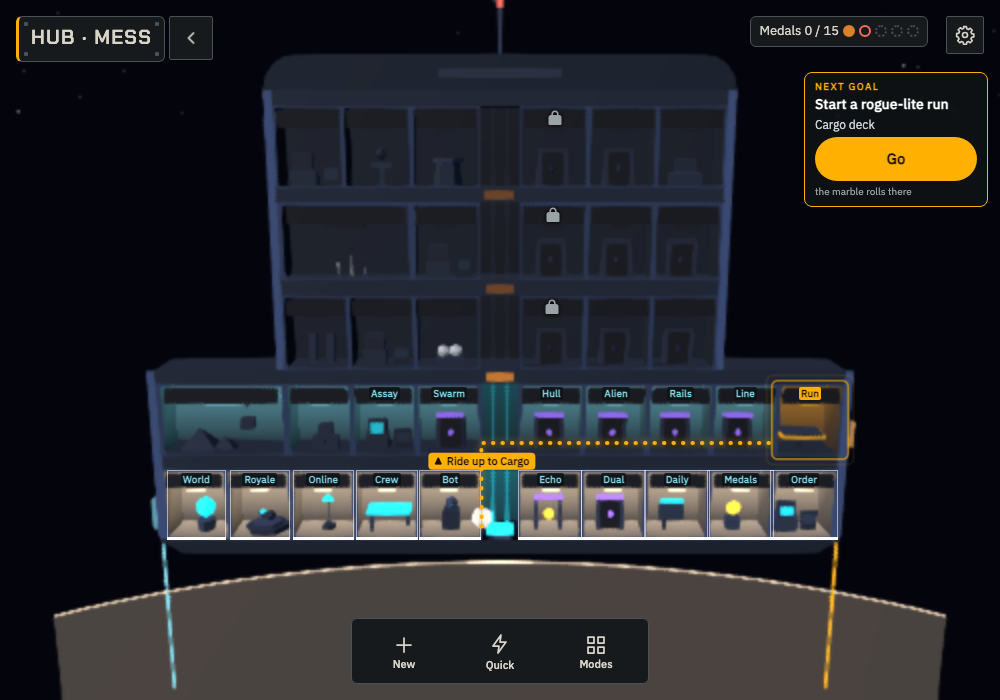 HUB · MESS
Medals 0 / 15
NEXT GOAL
Start a rogue-lite run
Cargo deck
Go
the marble rolls there
Assay
Swarm
Hull
Alien
Rails
Line
Run
▲ Ride up to Cargo
World
Royale
Online
Crew
Bot
Echo
Dual
Daily
Medals
Order
New
Quick
Modes